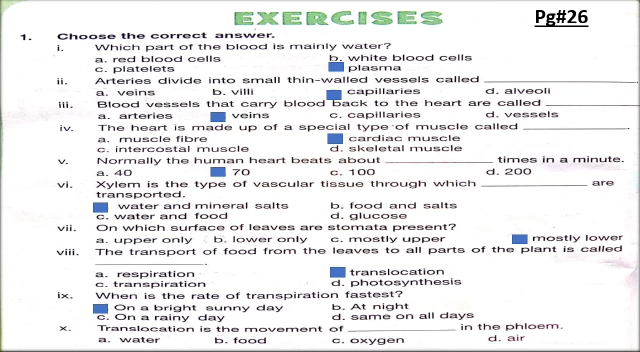 EXERCISES
Pg#26
1. Choose the correct answer.
i. Which part of the blood is mainly water?
a. red blood cells b. white blood cells
c. platelets plasma
ii. Arteries divide into small thin-walled vessels called ____________
a. veins b. villi capillaries d. alveoli
iii. Blood vessels that carry blood back to the heart are called ____________
a. arteries veins c. capillaries d. vessels
iv. The heart is made up of a special type of muscle called ____________.
a. muscle fibre cardiac muscle
c. intercostal muscle d. skeletal muscle
v. Normally the human heart beats about ____________ times in a minute.
a. 40 70 c. 100 d. 200
vi. Xylem is the type of vascular tissue through which ____________ are
transported.
water and mineral salts b. food and salts
c. water and food d. glucose
vii. On which surface of leaves are stomata present?
a. upper only b. lower only c. mostly upper mostly lower
viii. The transport of food from the leaves to all parts of the plant is called
____________.
a. respiration translocation
c. transpiration d. photosynthesis
ix. When is the rate of transpiration fastest?
On a bright sunny day b. At night
c. On a rainy day d. same on all days
x. Translocation is the movement of ____________ in the phloem.
a. water b. food c. oxygen d. air